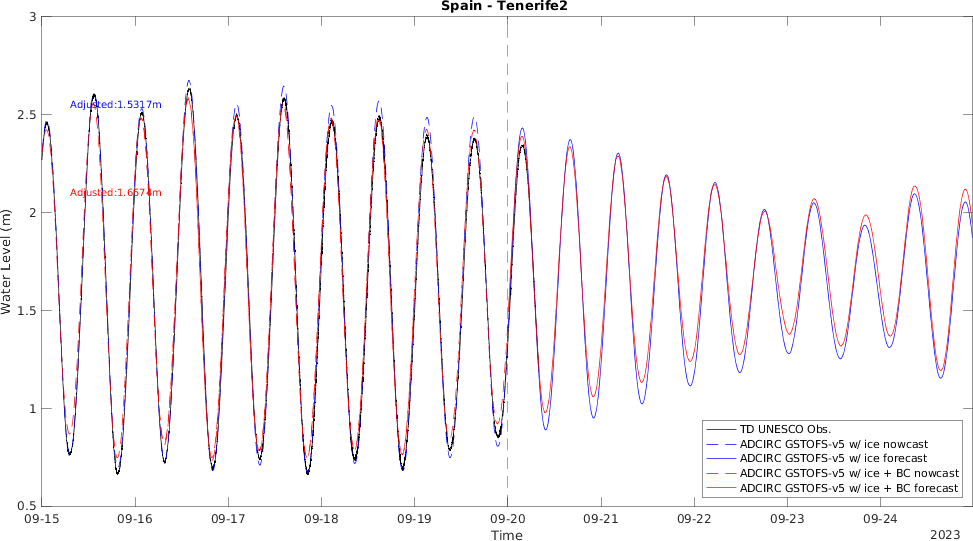 Spain - Tenerife2
3
2.5
2
1.5
1
0.5
Water Level (m)
Adjusted:1.5317m
Adjusted:1.6574m
TD UNESCO Obs.
ADCIRC GSTOFS-v5 w/ ice nowcast
ADCIRC GSTOFS-v5 w/ ice forecast
ADCIRC GSTOFS-v5 w/ ice + BC nowcast
ADCIRC GSTOFS-v5 w/ ice + BC forecast
09-15 09-16 09-17 09-18 09-19 09-20 09-21 09-22 09-23 09-24
Time
2023